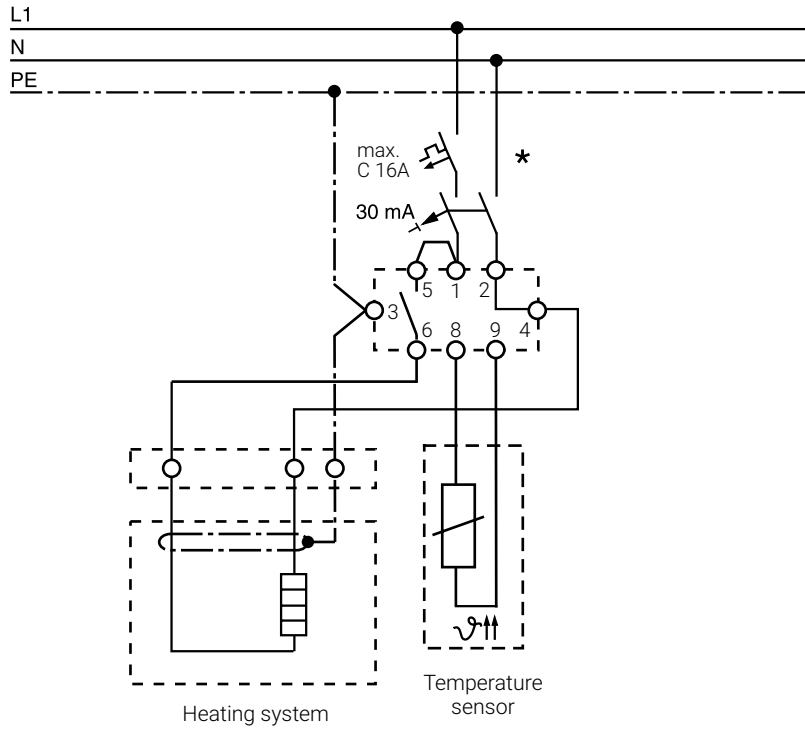 L1
N
PE
max.
C 16A
*
30 mA
5 1 2
3
6 8 9 4
ϑ
Temperature
sensor
Heating system